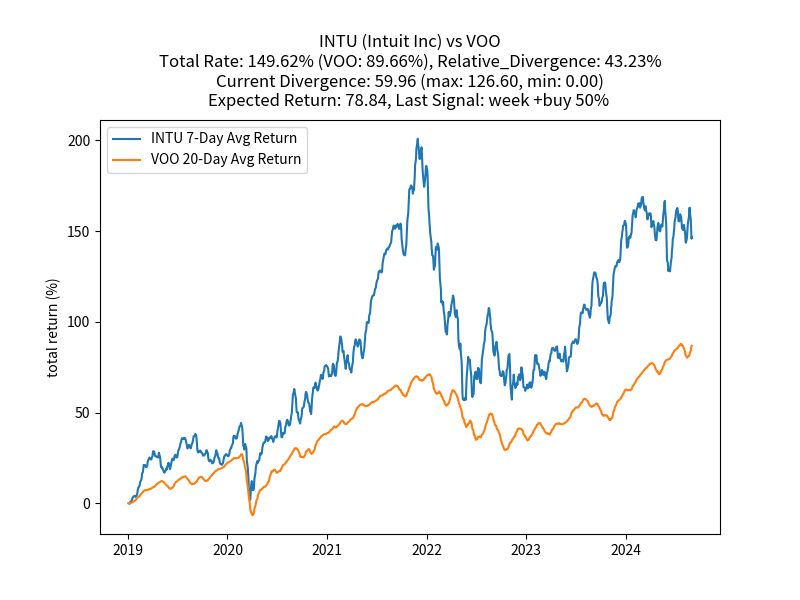 INTU (Intuit Inc) vs VOO
Total Rate: 149.62% (VOO: 89.66%), Relative_Divergence: 43.23%
Current Divergence: 59.96 (max: 126.60, min: 0.00)
Expected Return: 78.84, Last Signal: week +buy 50%
INTU 7-Day Avg Return
VOO 20-Day Avg Return
200
150
100
50
0
total return (%)
2019 2020 2021 2022 2023 2024